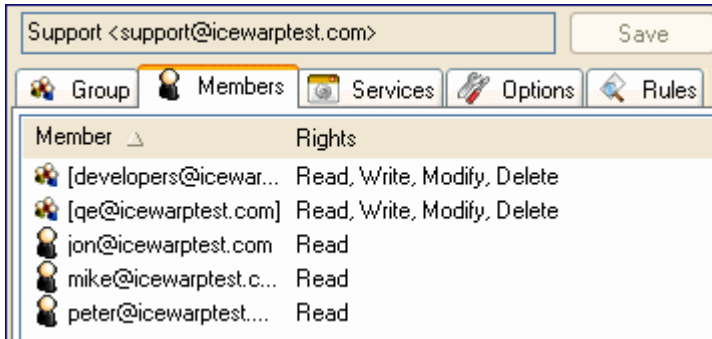 Support <support@icewarptest.com> Save
Group Members Services Options Rules
Member Rights
[developers@icewar... Read, Write, Modify, Delete
[qe@icewarptest.com] Read, Write, Modify, Delete
jon@icewarptest.com Read
mike@icewarptest.c... Read
peter@icewarptest.... Read